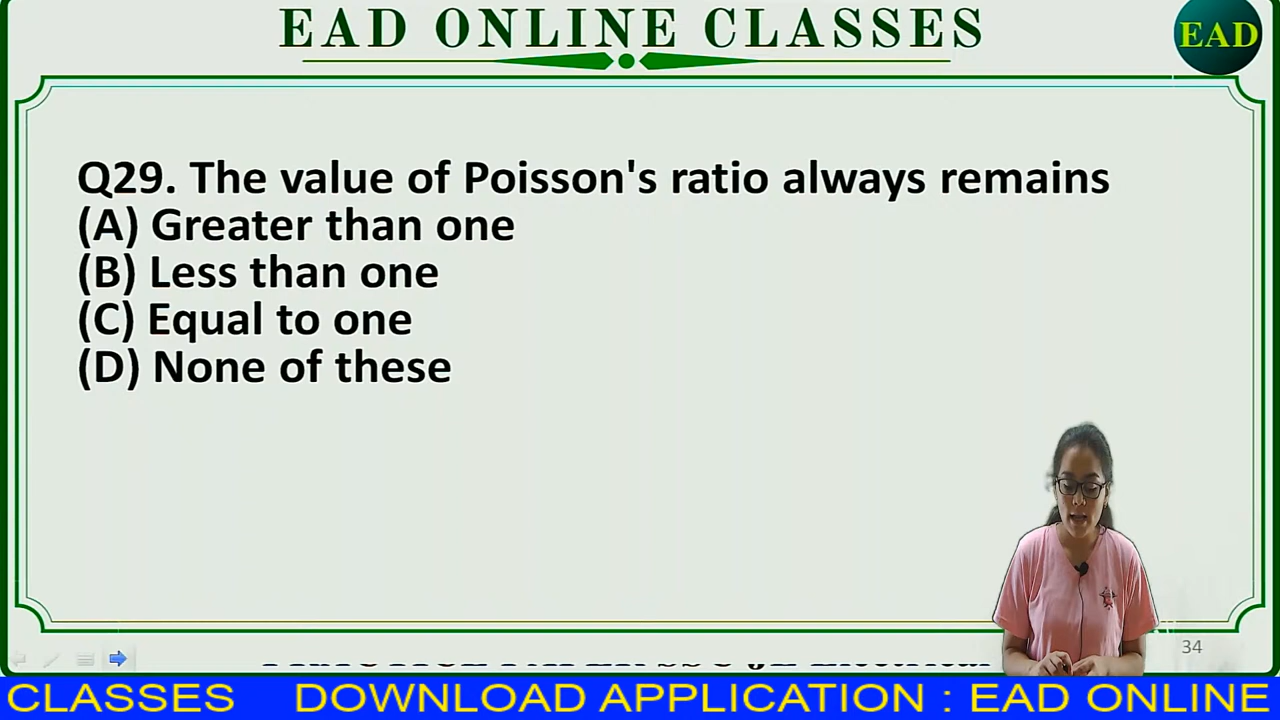 EAD ONLINE CLASSES
EAD
Q29. The value of Poisson's ratio always remains
(A) Greater than one
(B) Less than one
(C) Equal to one
(D) None of these
34
CLASSES DOWNLOAD APPLICATION : EAD ONLINE